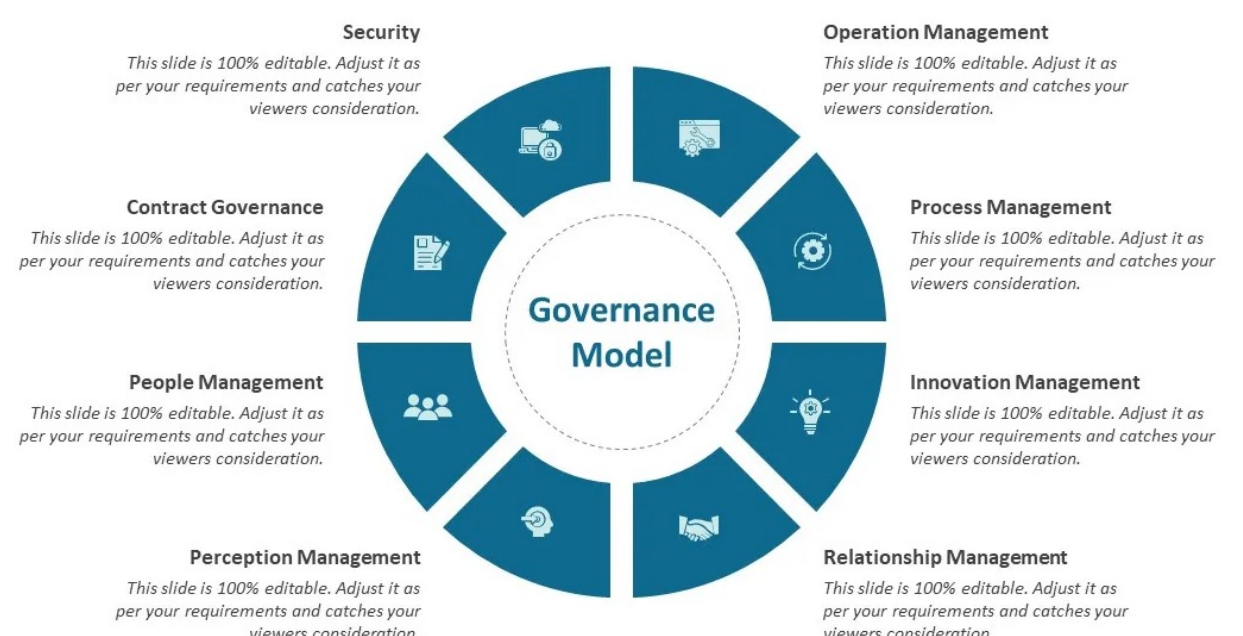 Security
This slide is 100% editable. Adjust it as
per your requirements and catches your
viewers consideration.
Operation Management
This slide is 100% editable. Adjust it as
per your requirements and catches your
viewers consideration.
Contract Governance
This slide is 100% editable. Adjust it as
per your requirements and catches your
viewers consideration.
Process Management
This slide is 100% editable. Adjust it as
per your requirements and catches your
viewers consideration.
Governance
Model
People Management
This slide is 100% editable. Adjust it as
per your requirements and catches your
viewers consideration.
Innovation Management
This slide is 100% editable. Adjust it as
per your requirements and catches your
viewers consideration.
Perception Management
This slide is 100% editable. Adjust it as
per your requirements and catches your
viewers consideration.
Relationship Management
This slide is 100% editable. Adjust it as
per your requirements and catches your
viewers consideration.